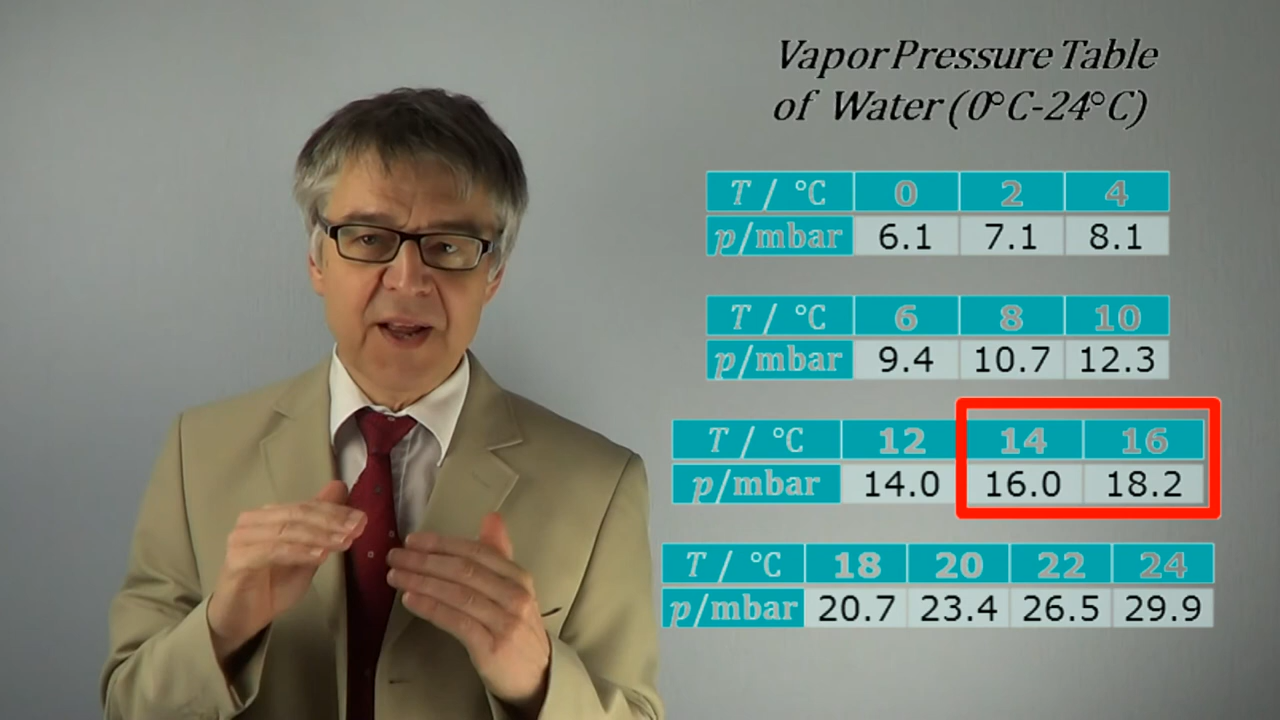 Vapor Pressure Table
of Water (0°C-24°C)
T / °C 0 2 4
p/mbar 6.1 7.1 8.1
T / °C 6 8 10
p/mbar 9.4 10.7 12.3
T / °C 12 14 16
p/mbar 14.0 16.0 18.2
T / °C 18 20 22 24
p/mbar 20.7 23.4 26.5 29.9